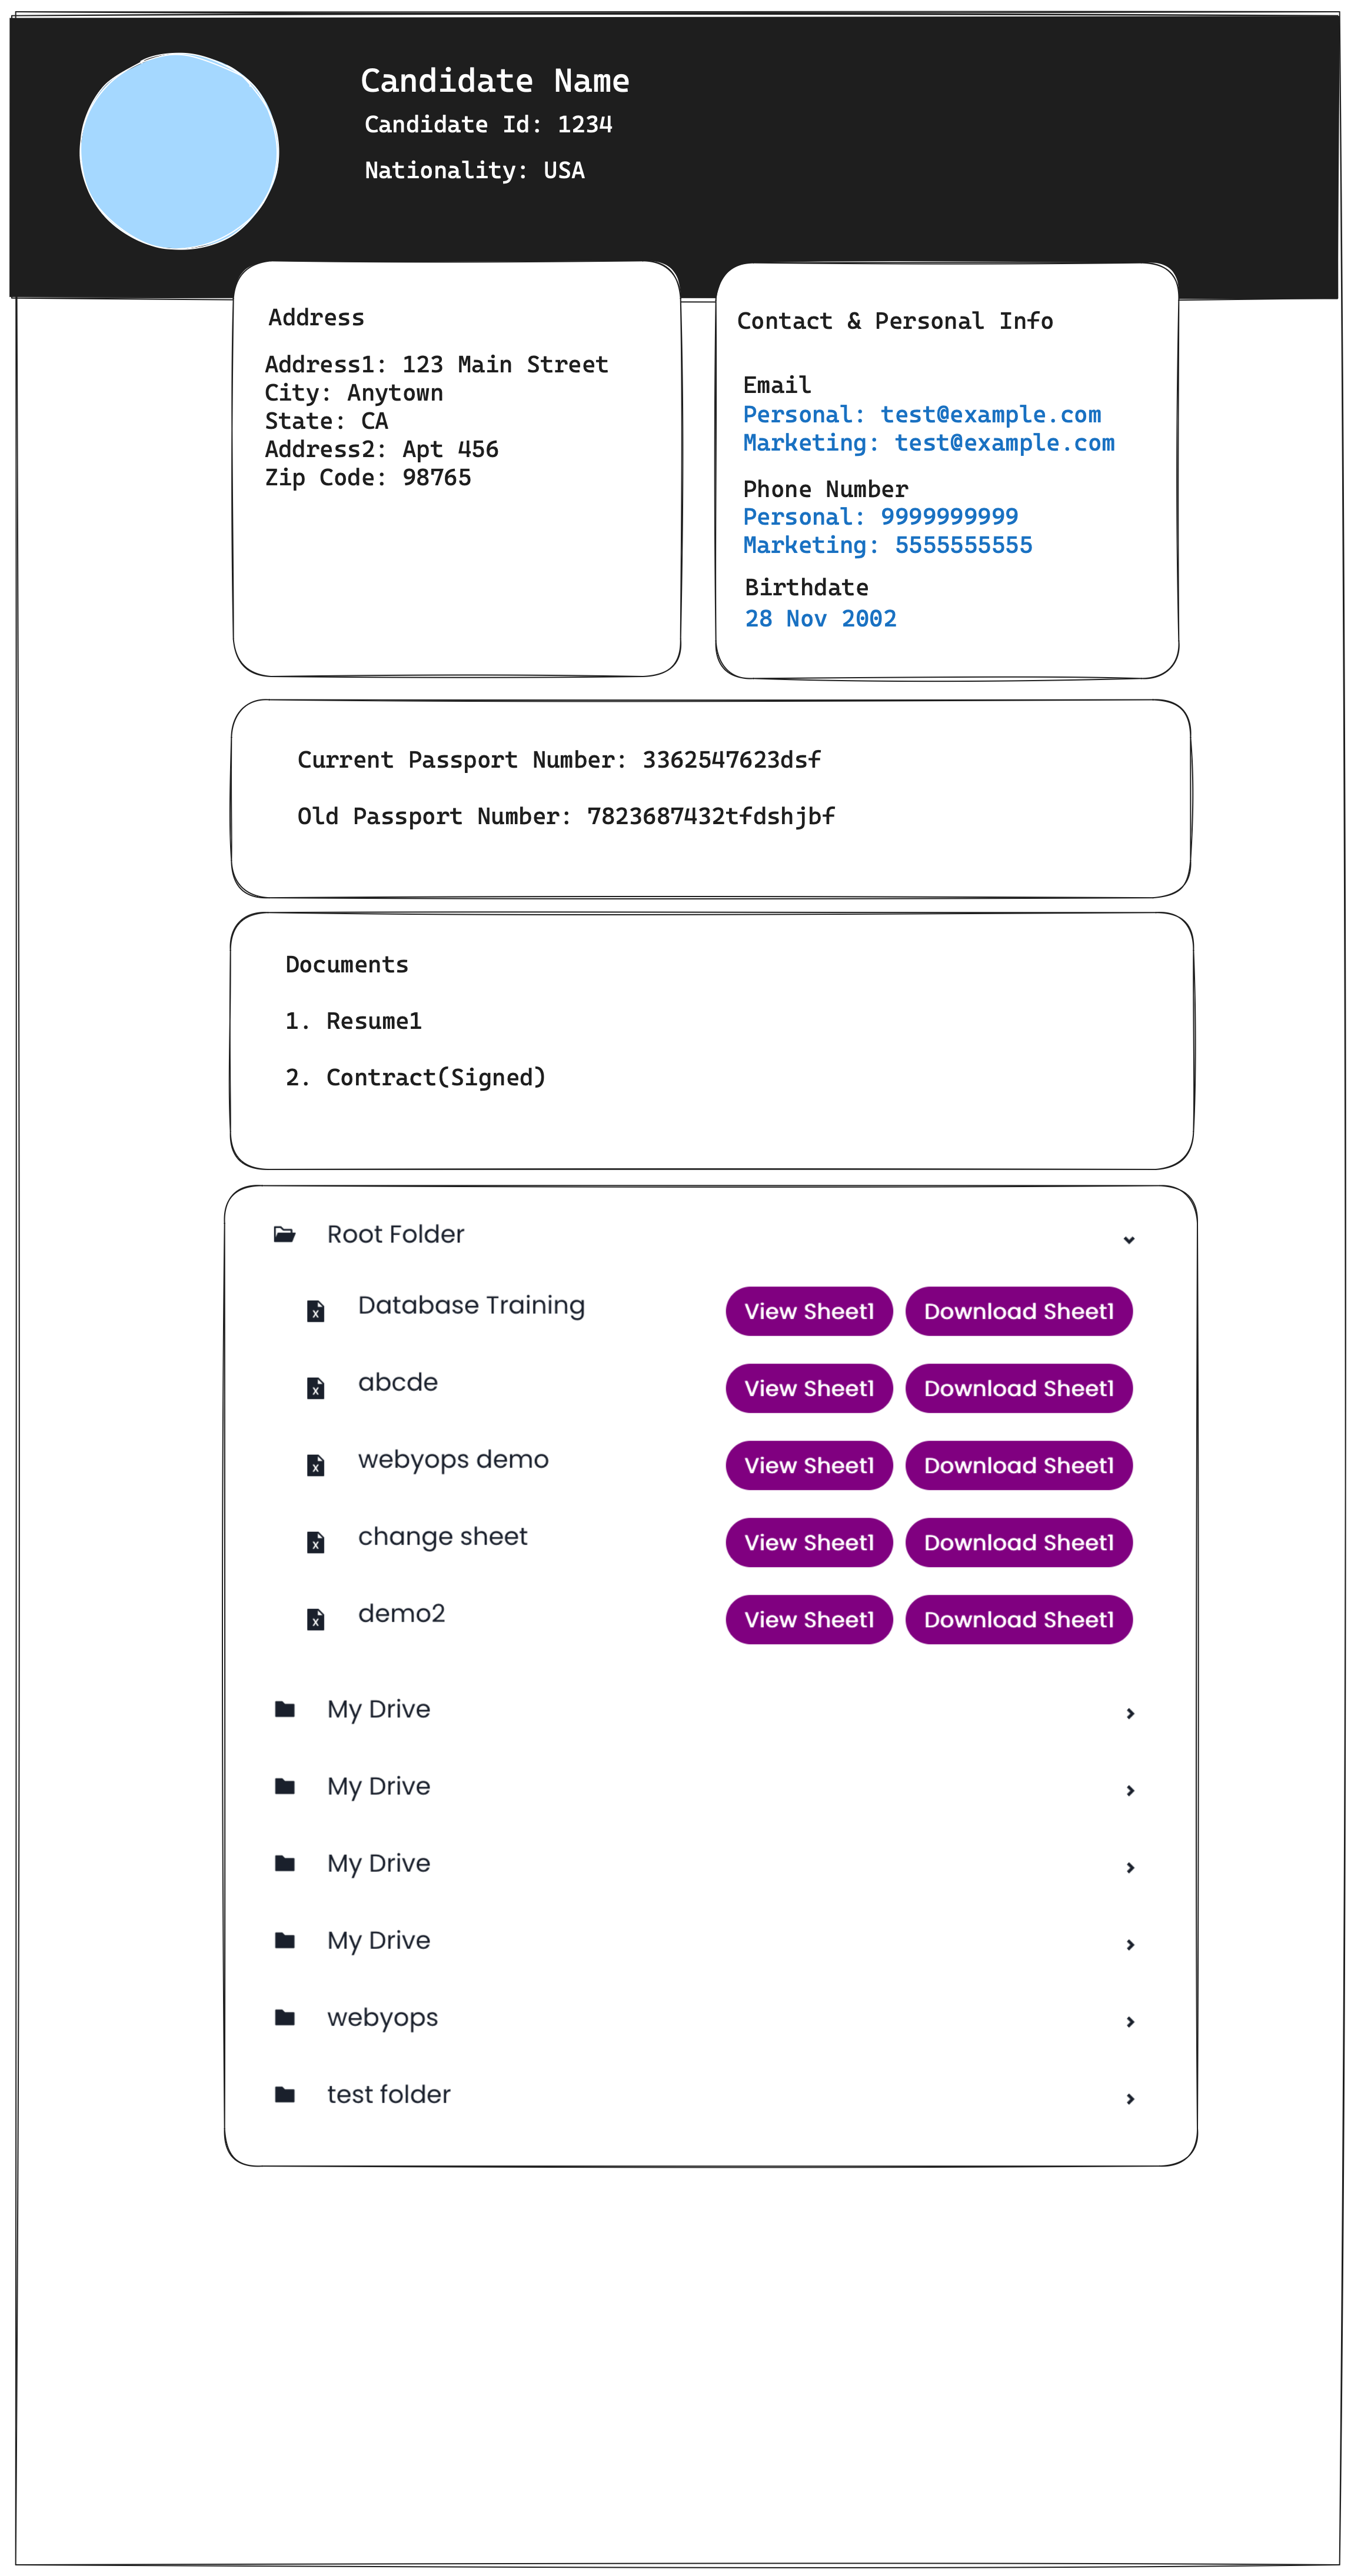 Candidate Name
Candidate Id: 1234
Nationality: USA
Address
Address1: 123 Main Street
City: Anytown
State: CA
Address2: Apt 456
Zip Code: 98765
Contact & Personal Info
Email
Personal: test@example.com
Marketing: test@example.com
Phone Number
Personal: 9999999999
Marketing: 5555555555
Birthdate
28 Nov 2002
Current Passport Number: 3362547623dsf
Old Passport Number: 7823687432tfdshjbf
Documents
1. Resume1
2. Contract(Signed)
Root Folder
Database Training View Sheet1 Download Sheet1
abcde View Sheet1 Download Sheet1
webyops demo View Sheet1 Download Sheet1
change sheet View Sheet1 Download Sheet1
demo2 View Sheet1 Download Sheet1
My Drive
My Drive
My Drive
My Drive
webyops
test folder